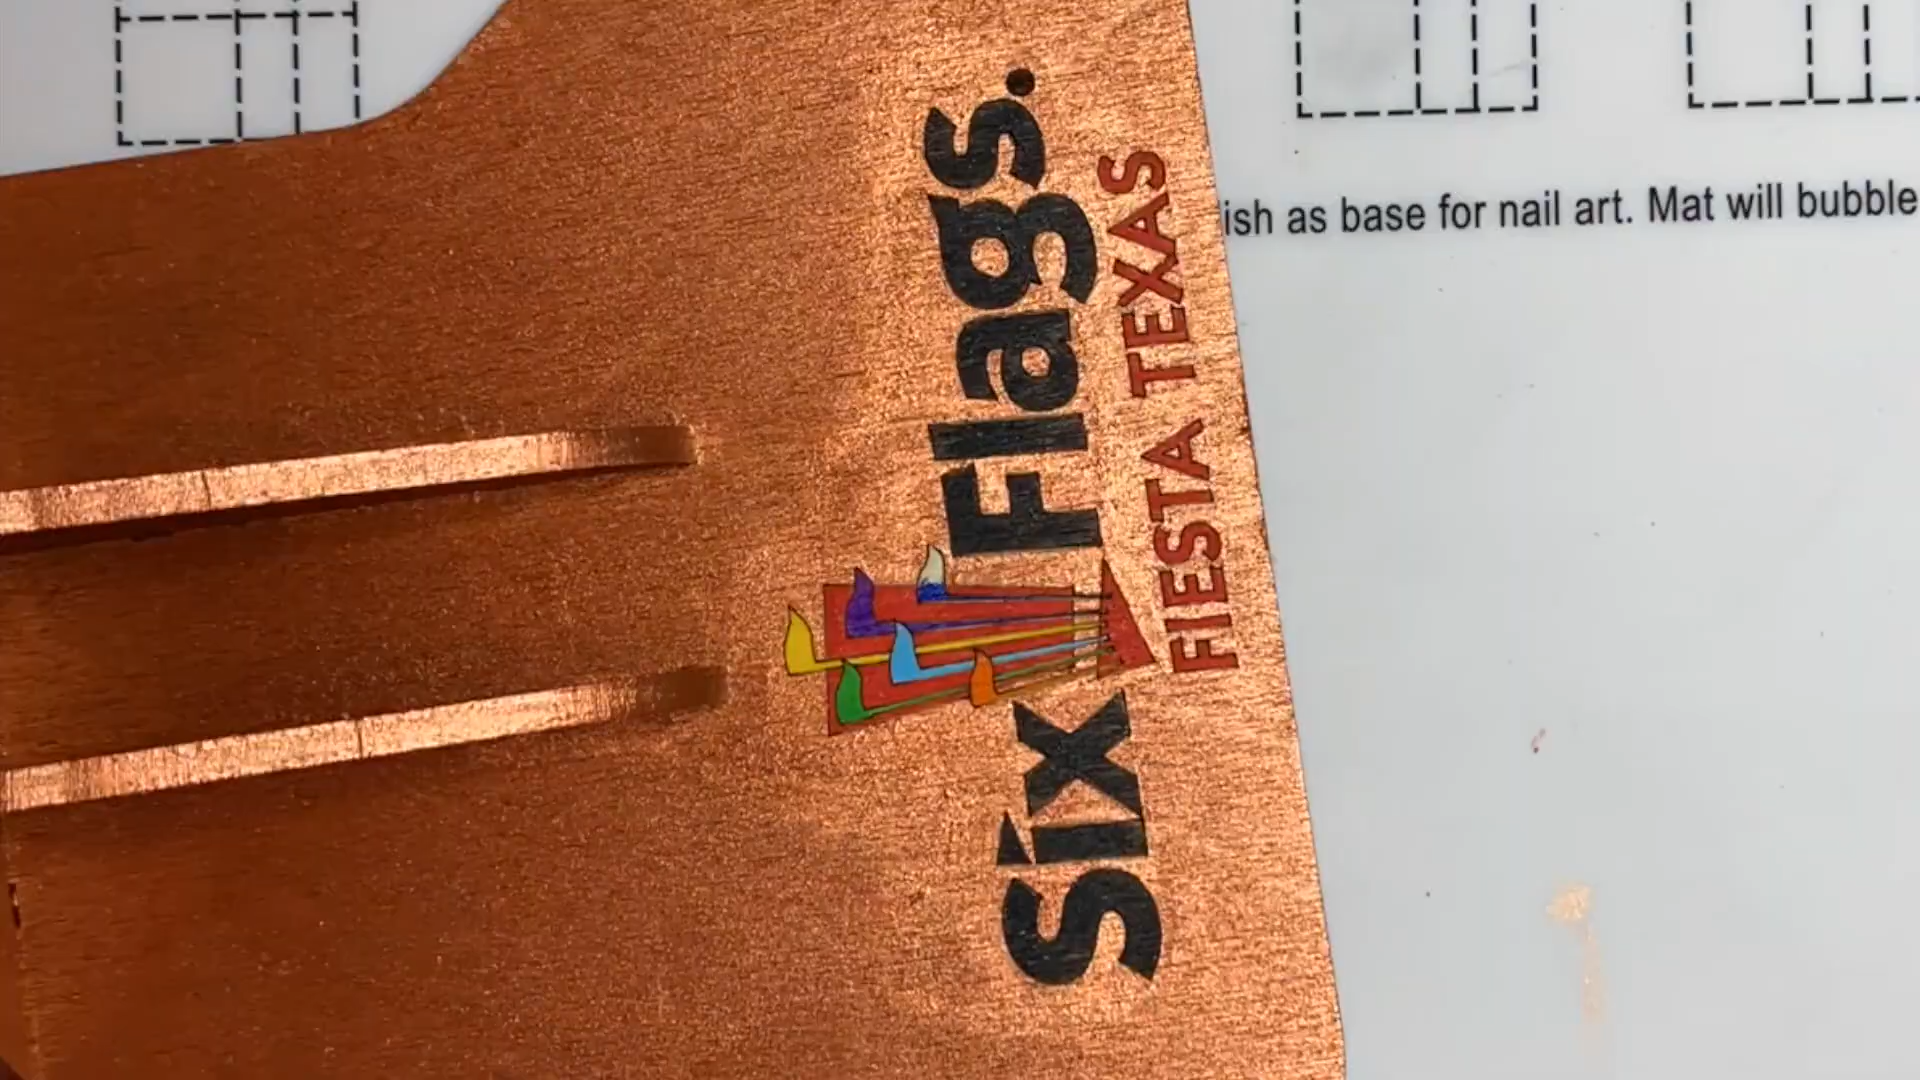 Six Flags.
FIESTA TEXAS
ish as base for nail art. Mat will bubble